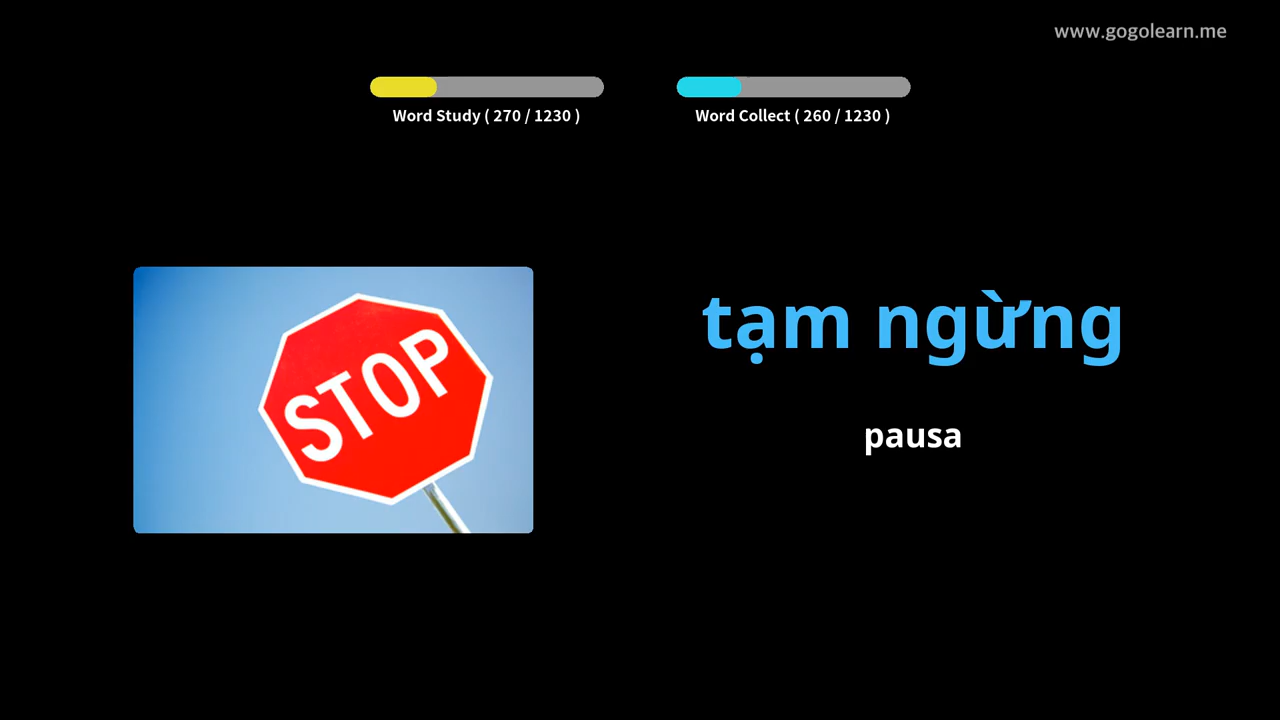 www.gogolearn.me
Word Study ( 270 / 1230 )
Word Collect ( 260 / 1230 )
STOP
tạm ngừng
pausa